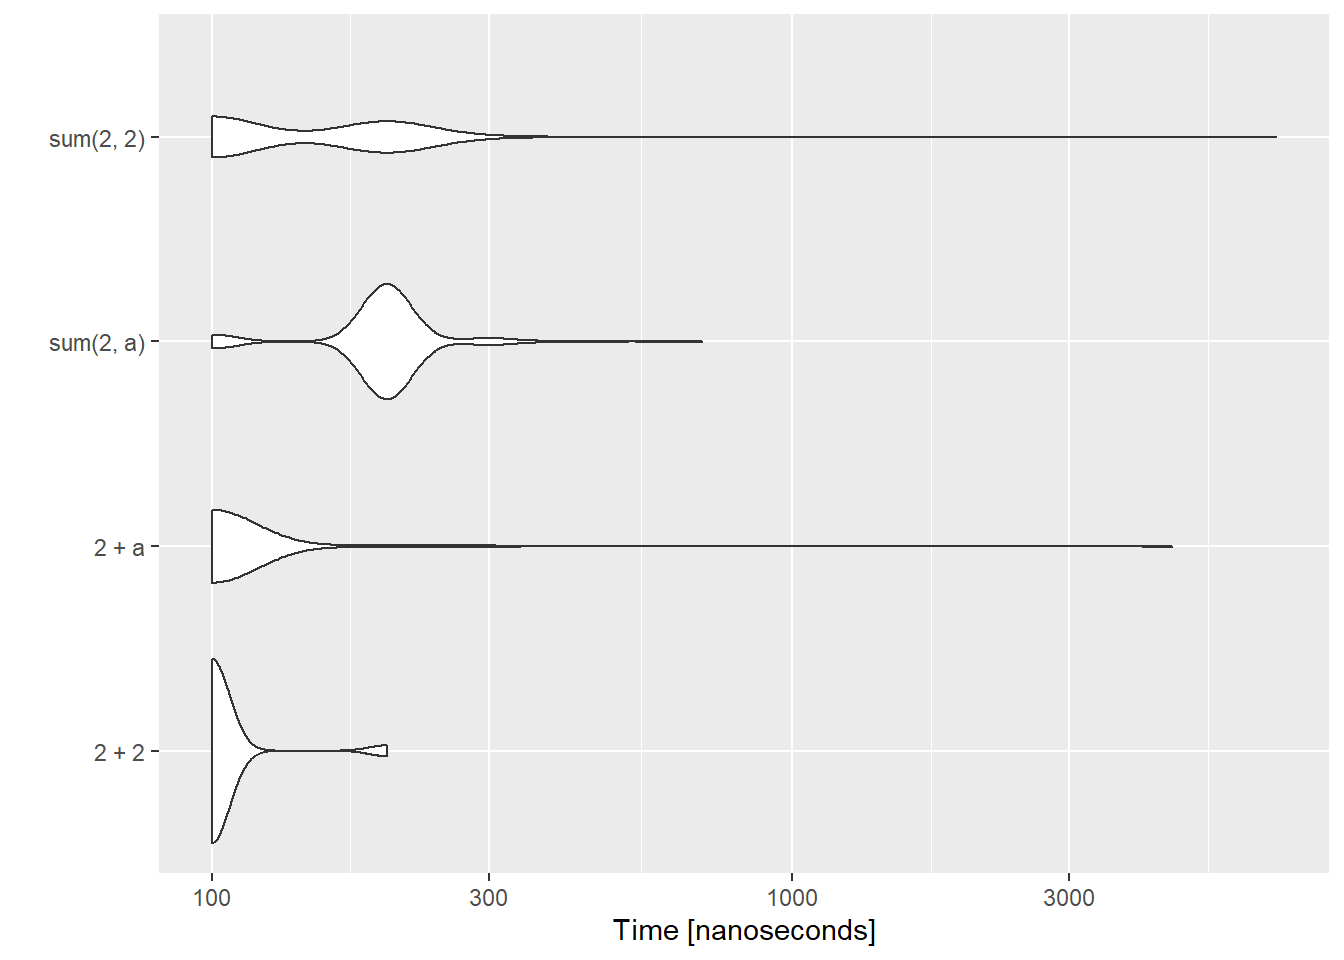 sum(2, 2)
sum(2, a)
2 + a
2 + 2
100 300 1000 3000
Time [nanoseconds]